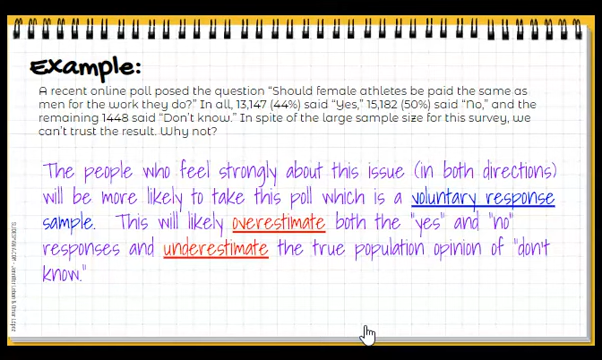 Example:
A recent online poll posed the question “Should female athletes be paid the same as
men for the work they do?” In all, 13,147 (44%) said “Yes,” 15,182 (50%) said “No,” and the
remaining 1448 said “Don’t know.” In spite of the large sample size for this survey, we
can’t trust the result. Why not?
The people who feel strongly about this issue (in both directions)
will be more likely to take this poll which is a voluntary response
sample. This will likely overestimate both the "yes" and "no"
responses and underestimate the true population opinion of "don't
know."